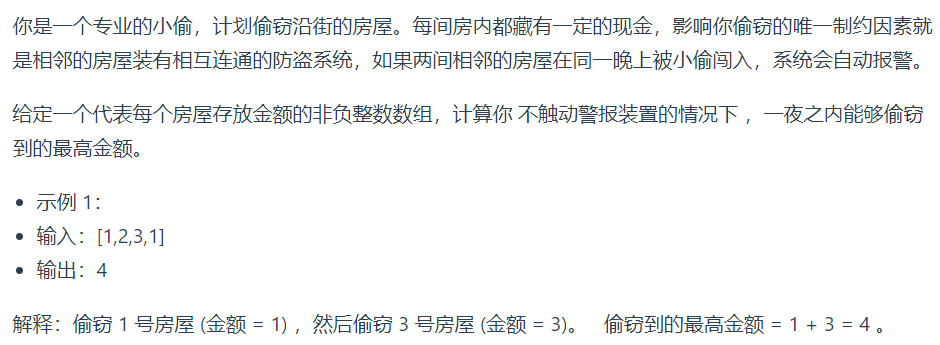 你是一个专业的小偷，计划偷窃沿街的房屋。每间房内都藏有一定的现金，影响你偷窃的唯一制约因素就
是相邻的房屋装有相互连通的防盗系统，如果两间相邻的房屋在同一晚上被小偷闯入，系统会自动报警。
给定一个代表每个房屋存放金额的非负整数数组，计算你 不触动警报装置的情况下 ，一夜之内能够偷窃
到的最高金额。
• 示例 1：
• 输入：[1,2,3,1]
• 输出：4
解释：偷窃 1 号房屋 (金额 = 1) ，然后偷窃 3 号房屋 (金额 = 3)。 偷窃到的最高金额 = 1 + 3 = 4 。